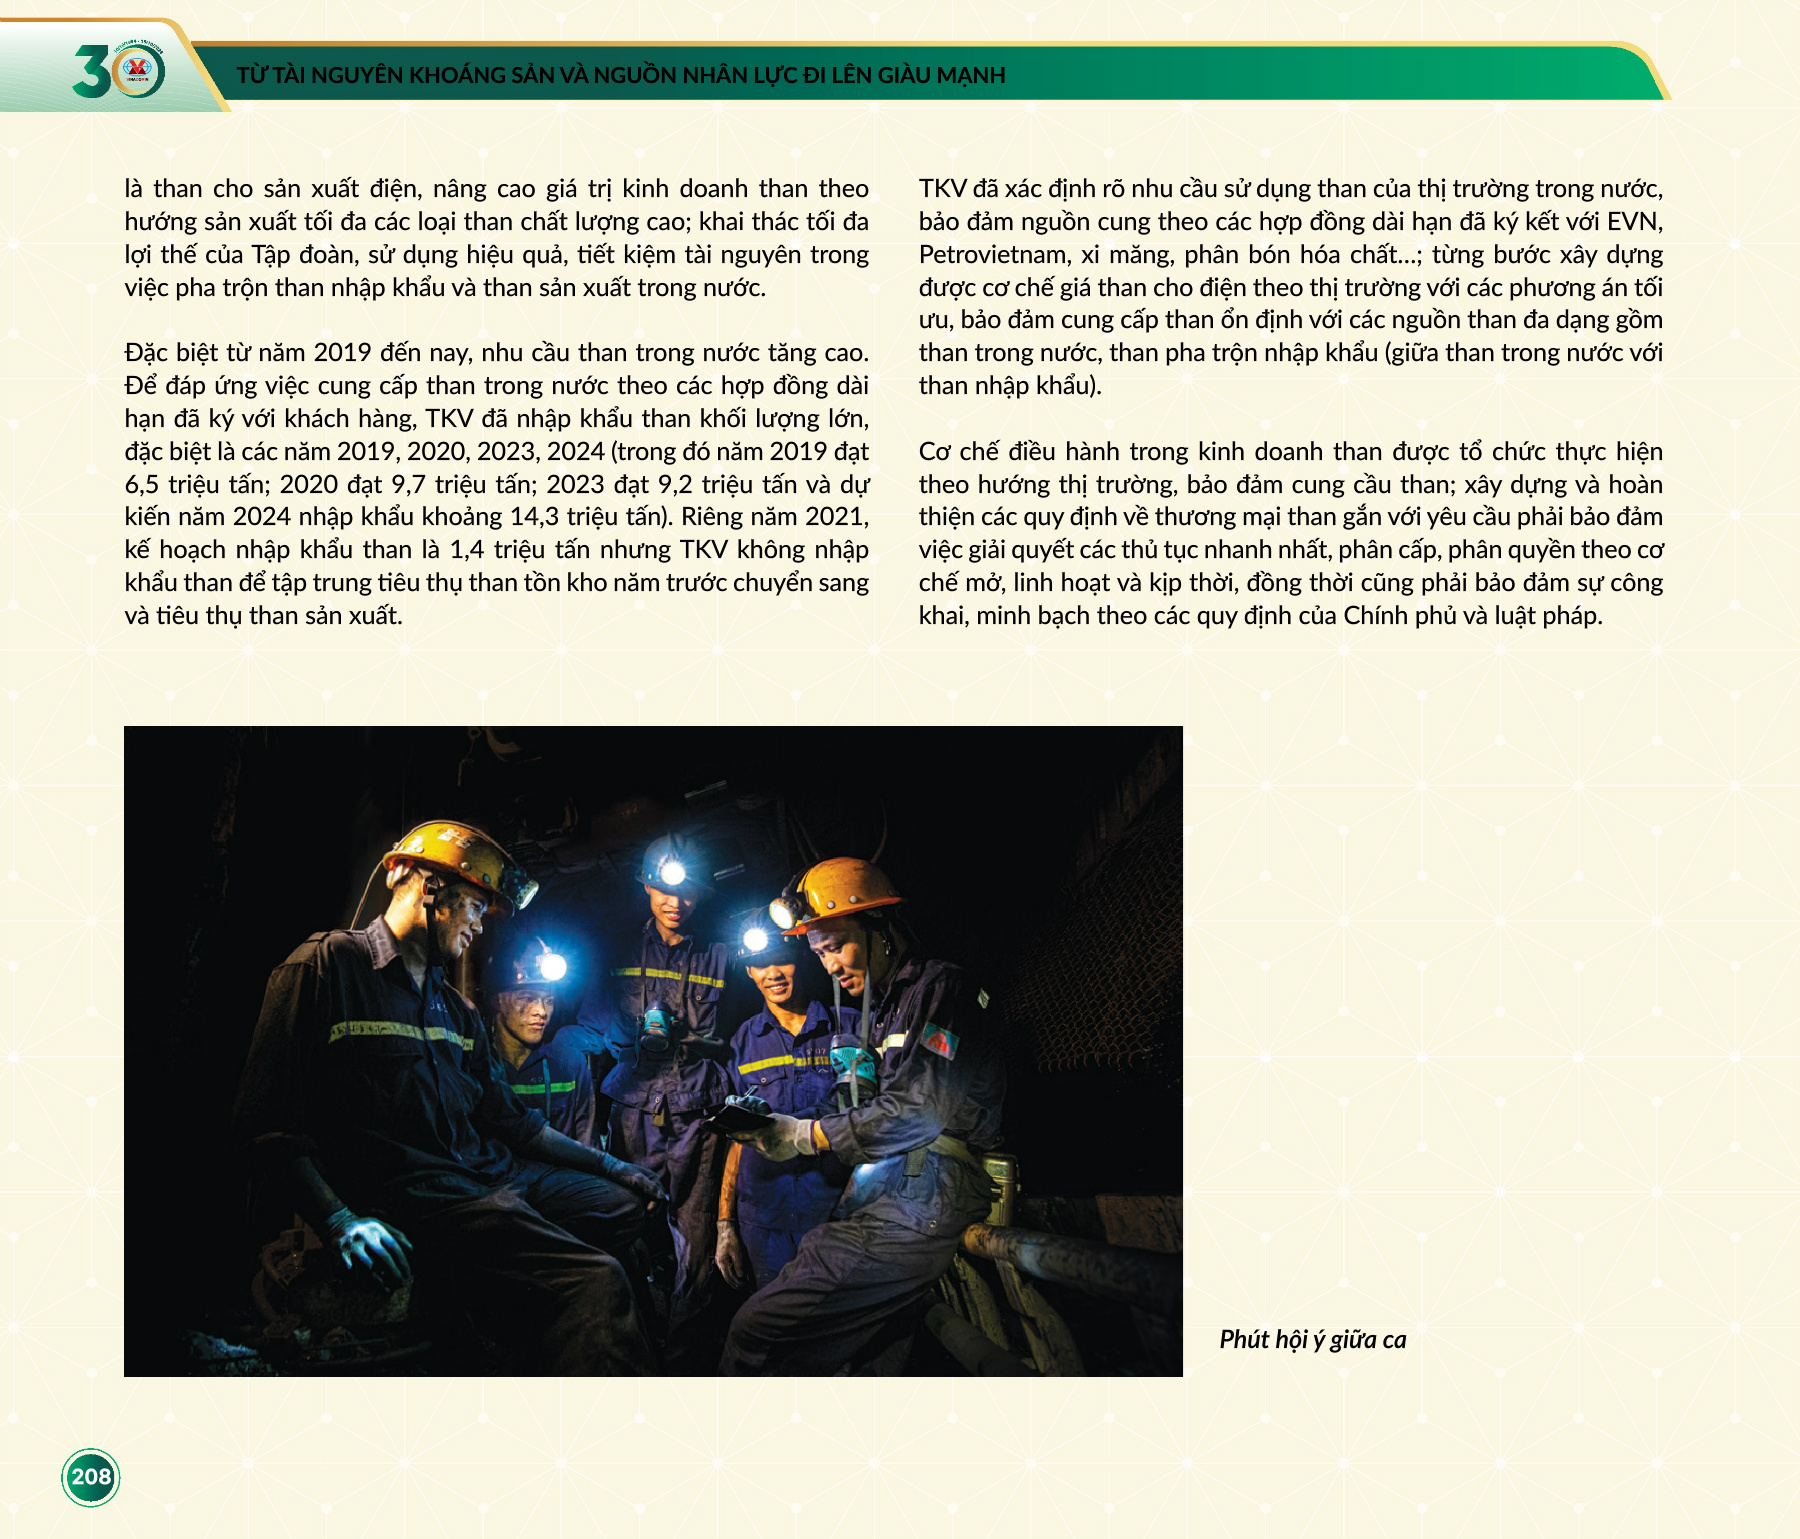 30
TỪ TÀI NGUYÊN KHOÁNG SẢN VÀ NGUỒN NHÂN LỰC ĐI LÊN GIÀU MẠNH
là than cho sản xuất điện, nâng cao giá trị kinh doanh than theo
hướng sản xuất tối đa các loại than chất lượng cao; khai thác tối đa
lợi thế của Tập đoàn, sử dụng hiệu quả, tiết kiệm tài nguyên trong
việc pha trộn than nhập khẩu và than sản xuất trong nước.
Đặc biệt từ năm 2019 đến nay, nhu cầu than trong nước tăng cao.
Để đáp ứng việc cung cấp than trong nước theo các hợp đồng dài
hạn đã ký với khách hàng, TKV đã nhập khẩu than khối lượng lớn,
đặc biệt là các năm 2019, 2020, 2023, 2024 (trong đó năm 2019 đạt
6,5 triệu tấn; 2020 đạt 9,7 triệu tấn; 2023 đạt 9,2 triệu tấn và dự
kiến năm 2024 nhập khẩu khoảng 14,3 triệu tấn). Riêng năm 2021,
kế hoạch nhập khẩu than là 1,4 triệu tấn nhưng TKV không nhập
khẩu than để tập trung tiêu thụ than tồn kho năm trước chuyển sang
và tiêu thụ than sản xuất.
TKV đã xác định rõ nhu cầu sử dụng than của thị trường trong nước,
bảo đảm nguồn cung theo các hợp đồng dài hạn đã ký kết với EVN,
Petrovietnam, xi măng, phân bón hóa chất...; từng bước xây dựng
được cơ chế giá than cho điện theo thị trường với các phương án tối
ưu, bảo đảm cung cấp than ổn định với các nguồn than đa dạng gồm
than trong nước, than pha trộn nhập khẩu (giữa than trong nước với
than nhập khẩu).
Cơ chế điều hành trong kinh doanh than được tổ chức thực hiện
theo hướng thị trường, bảo đảm cung cầu than; xây dựng và hoàn
thiện các quy định về thương mại than gắn với yêu cầu phải bảo đảm
việc giải quyết các thủ tục nhanh nhất, phân cấp, phân quyền theo cơ
chế mở, linh hoạt và kịp thời, đồng thời cũng phải bảo đảm sự công
khai, minh bạch theo các quy định của Chính phủ và luật pháp.
Phút hội ý giữa ca
208